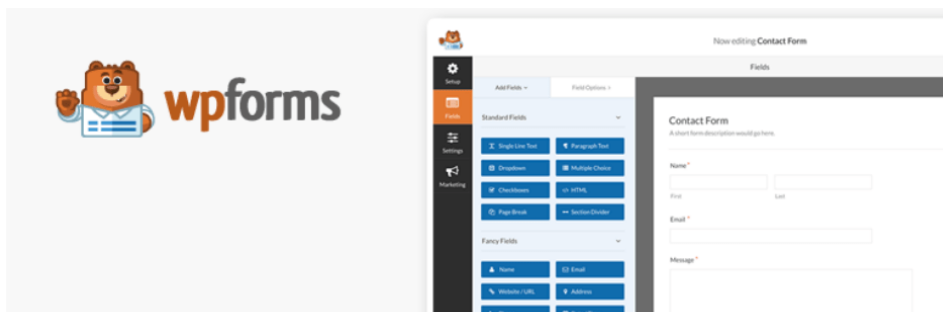 wpforms
Now editing Contact Form
Fields
Setup
Fields
Settings
Marketing
Add Fields
Field Options
Standard Fields
Single Line Text
Paragraph Text
Dropdown
Multiple Choice
Checkboxes
HTML
Page Break
Section Divider
Fancy Fields
Name
Email
Website / URL
Address
Contact Form
A short form description would go here.
Name *
First
Last
Email *
Message *